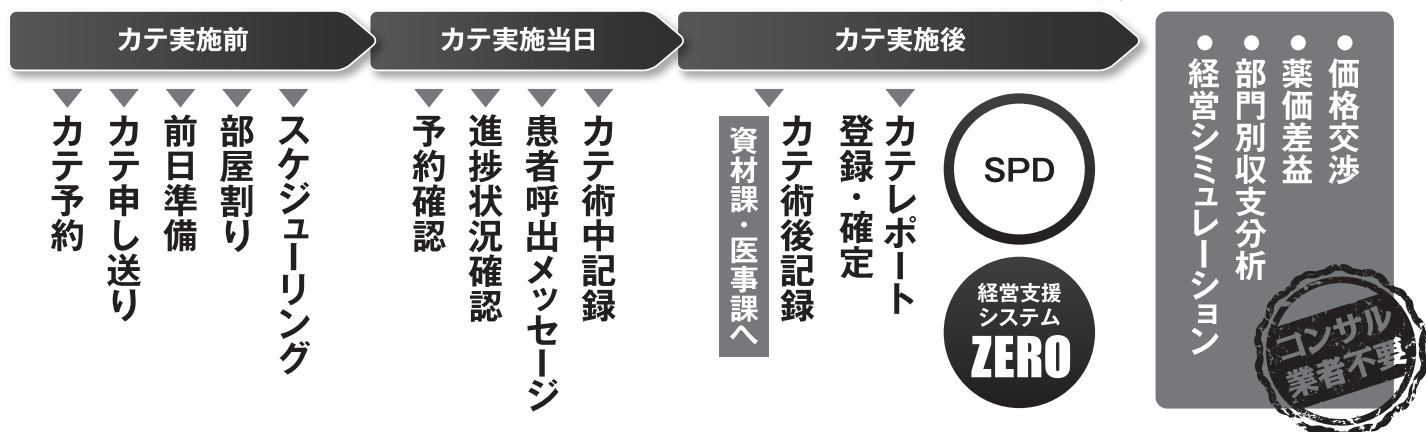 カテ実施前
カテ予約
カテ申し送り
前日準備
部屋割り
スケジューリング
カテ実施当日
予約確認
進捗状況確認
患者呼出メッセージ
カテ術中記録
カテ実施後
カテ術後記録
資材課・医事課へ
カテレポート
登録・確定
SPD
経営支援
システム
ZERO
●価格交渉
●薬価差益
●部門別収支分析
●経営シミュレーション
コンサル
業者不要